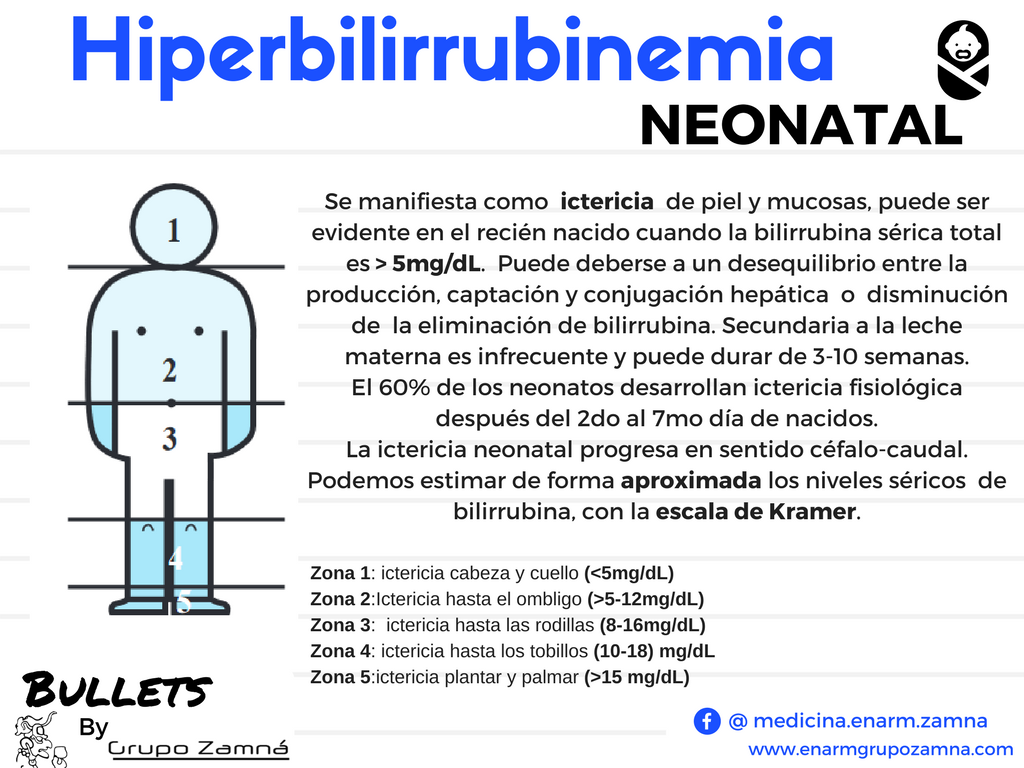 Hiperbilirrubinemia
NEONATAL
1
2
3
4
5
Se manifiesta como ictericia de piel y mucosas, puede ser
evidente en el recién nacido cuando la bilirrubina sérica total
es > 5mg/dL. Puede deberse a un desequilibrio entre la
producción, captación y conjugación hepática o disminución
de la eliminación de bilirrubina. Secundaria a la leche
materna es infrecuente y puede durar de 3-10 semanas.
El 60% de los neonatos desarrollan ictericia fisiológica
después del 2do al 7mo día de nacidos.
La ictericia neonatal progresa en sentido céfalo-caudal.
Podemos estimar de forma aproximada los niveles séricos de
bilirrubina, con la escala de Kramer.
Zona 1: ictericia cabeza y cuello (<5mg/dL)
Zona 2:Ictericia hasta el ombligo (>5-12mg/dL)
Zona 3: ictericia hasta las rodillas (8-16mg/dL)
Zona 4: ictericia hasta los tobillos (10-18) mg/dL
Zona 5:ictericia plantar y palmar (>15 mg/dL)
BULLETS
By
Grupo Zamná
@ medicina.enarm.zamna
www.enarmgrupozamna.com